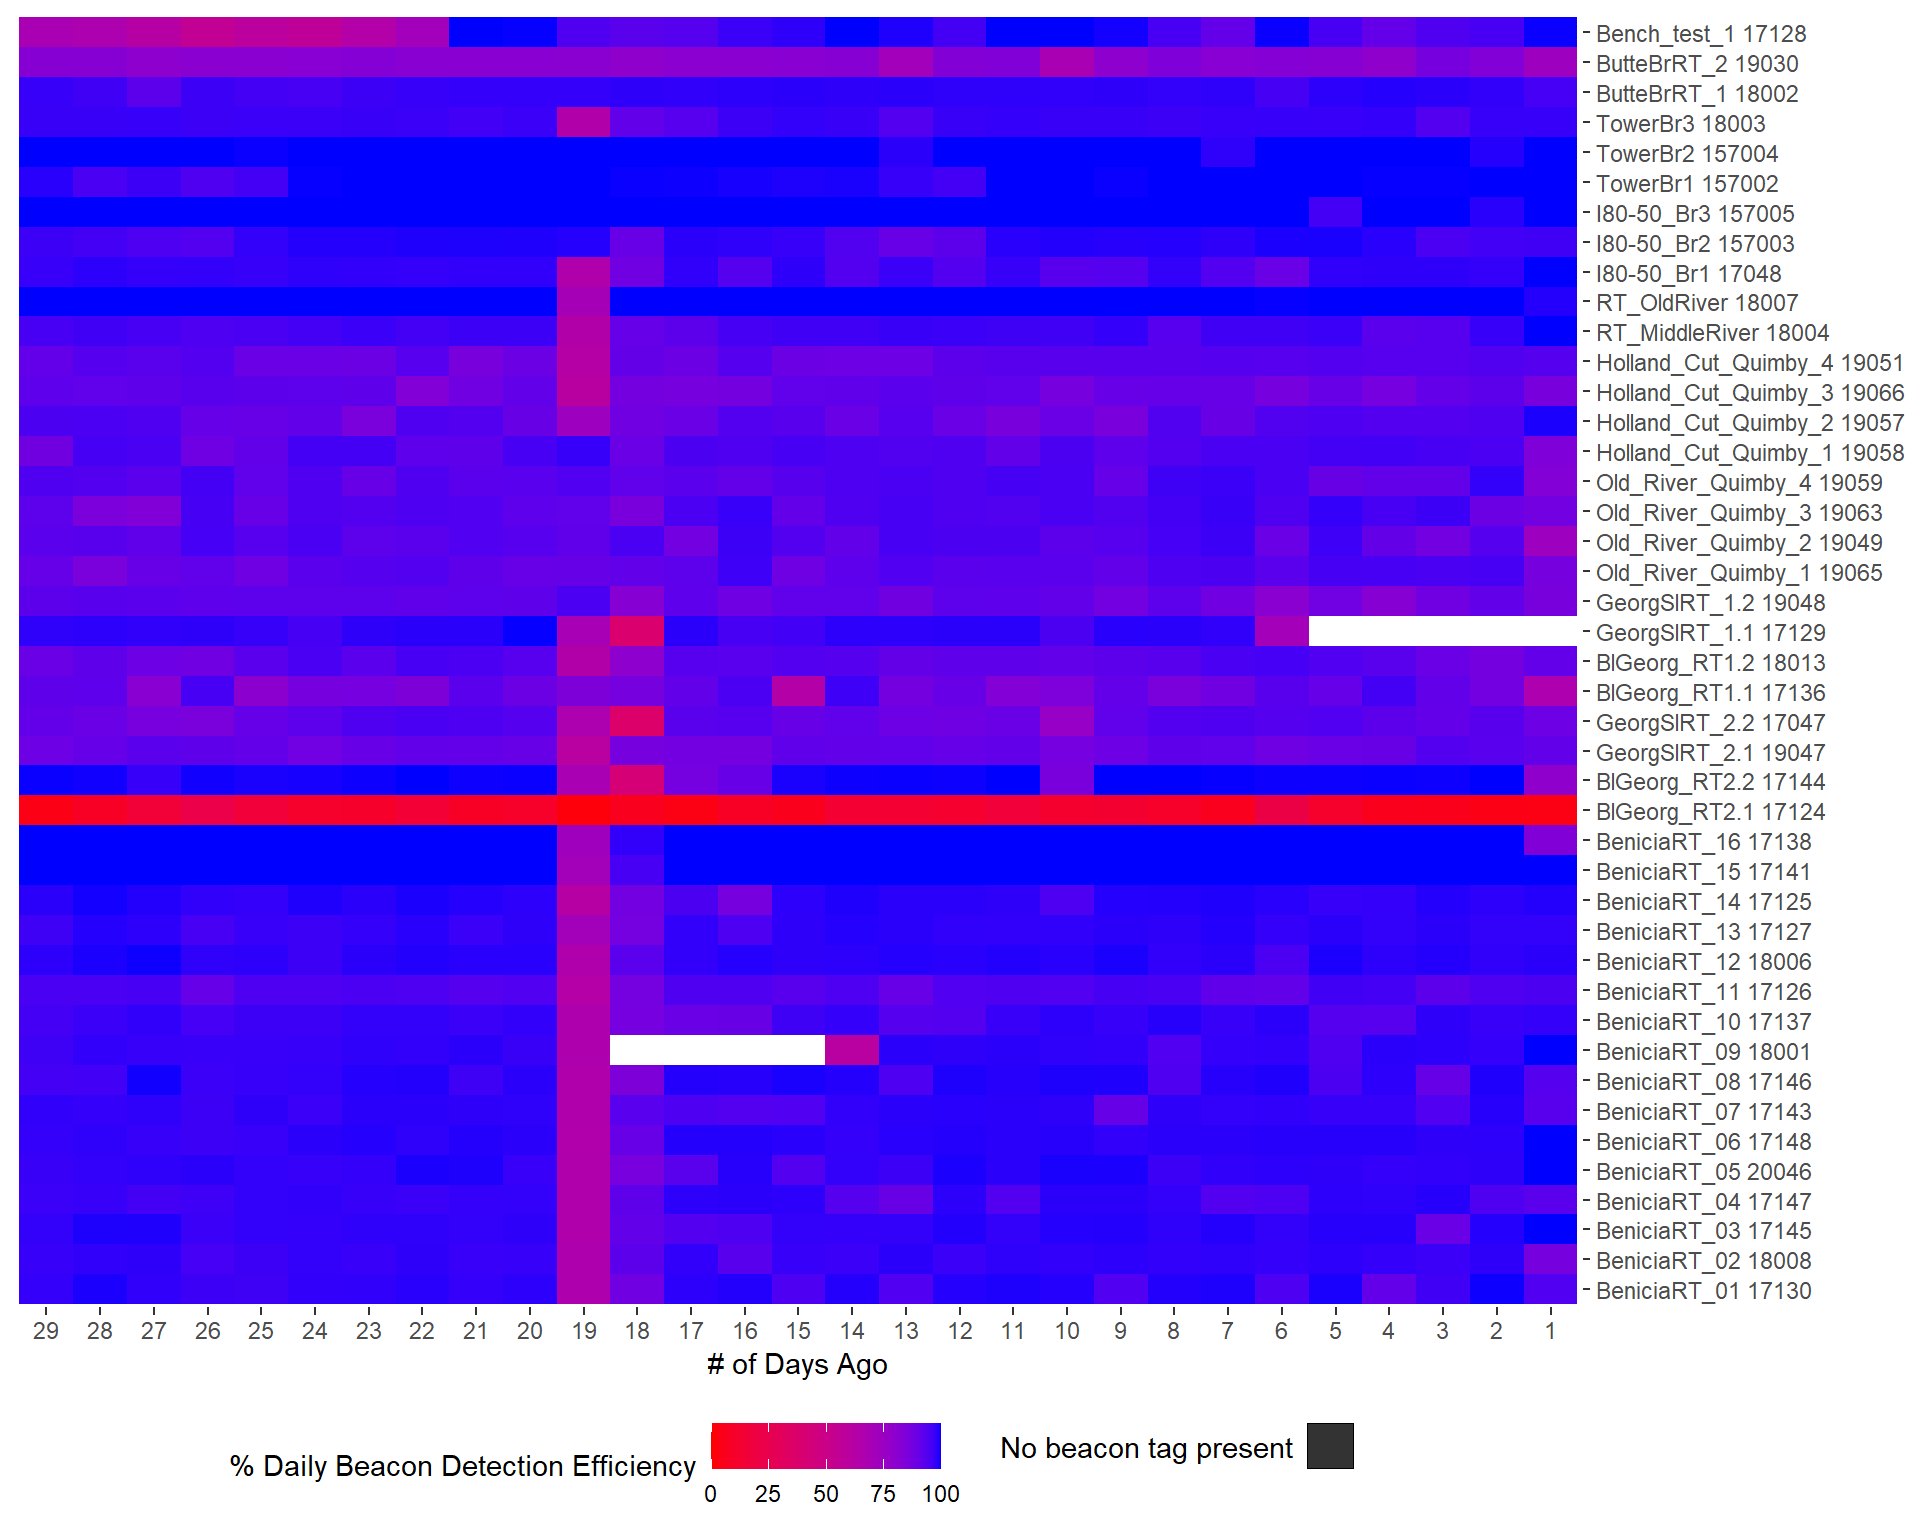 Bench_test_1 17128
ButteBrRT_2 19030
ButteBrRT_1 18002
TowerBr3 18003
TowerBr2 157004
TowerBr1 157002
I80-50_Br3 157005
I80-50_Br2 157003
I80-50_Br1 17048
RT_OldRiver 18007
RT_MiddleRiver 18004
Holland_Cut_Quimby_4 19051
Holland_Cut_Quimby_3 19066
Holland_Cut_Quimby_2 19057
Holland_Cut_Quimby_1 19058
Old_River_Quimby_4 19059
Old_River_Quimby_3 19063
Old_River_Quimby_2 19049
Old_River_Quimby_1 19065
GeorgSlRT_1.2 19048
GeorgSlRT_1.1 17129
BlGeorg_RT1.2 18013
BlGeorg_RT1.1 17136
GeorgSlRT_2.2 17047
GeorgSlRT_2.1 19047
BlGeorg_RT2.2 17144
BlGeorg_RT2.1 17124
BeniciaRT_16 17138
BeniciaRT_15 17141
BeniciaRT_14 17125
BeniciaRT_13 17127
BeniciaRT_12 18006
BeniciaRT_11 17126
BeniciaRT_10 17137
BeniciaRT_09 18001
BeniciaRT_08 17146
BeniciaRT_07 17143
BeniciaRT_06 17148
BeniciaRT_05 20046
BeniciaRT_04 17147
BeniciaRT_03 17145
BeniciaRT_02 18008
BeniciaRT_01 17130
29 28 27 26 25 24 23 22 21 20 19 18 17 16 15 14 13 12 11 10 9 8 7 6 5 4 3 2 1
# of Days Ago
% Daily Beacon Detection Efficiency
0 25 50 75 100
No beacon tag present